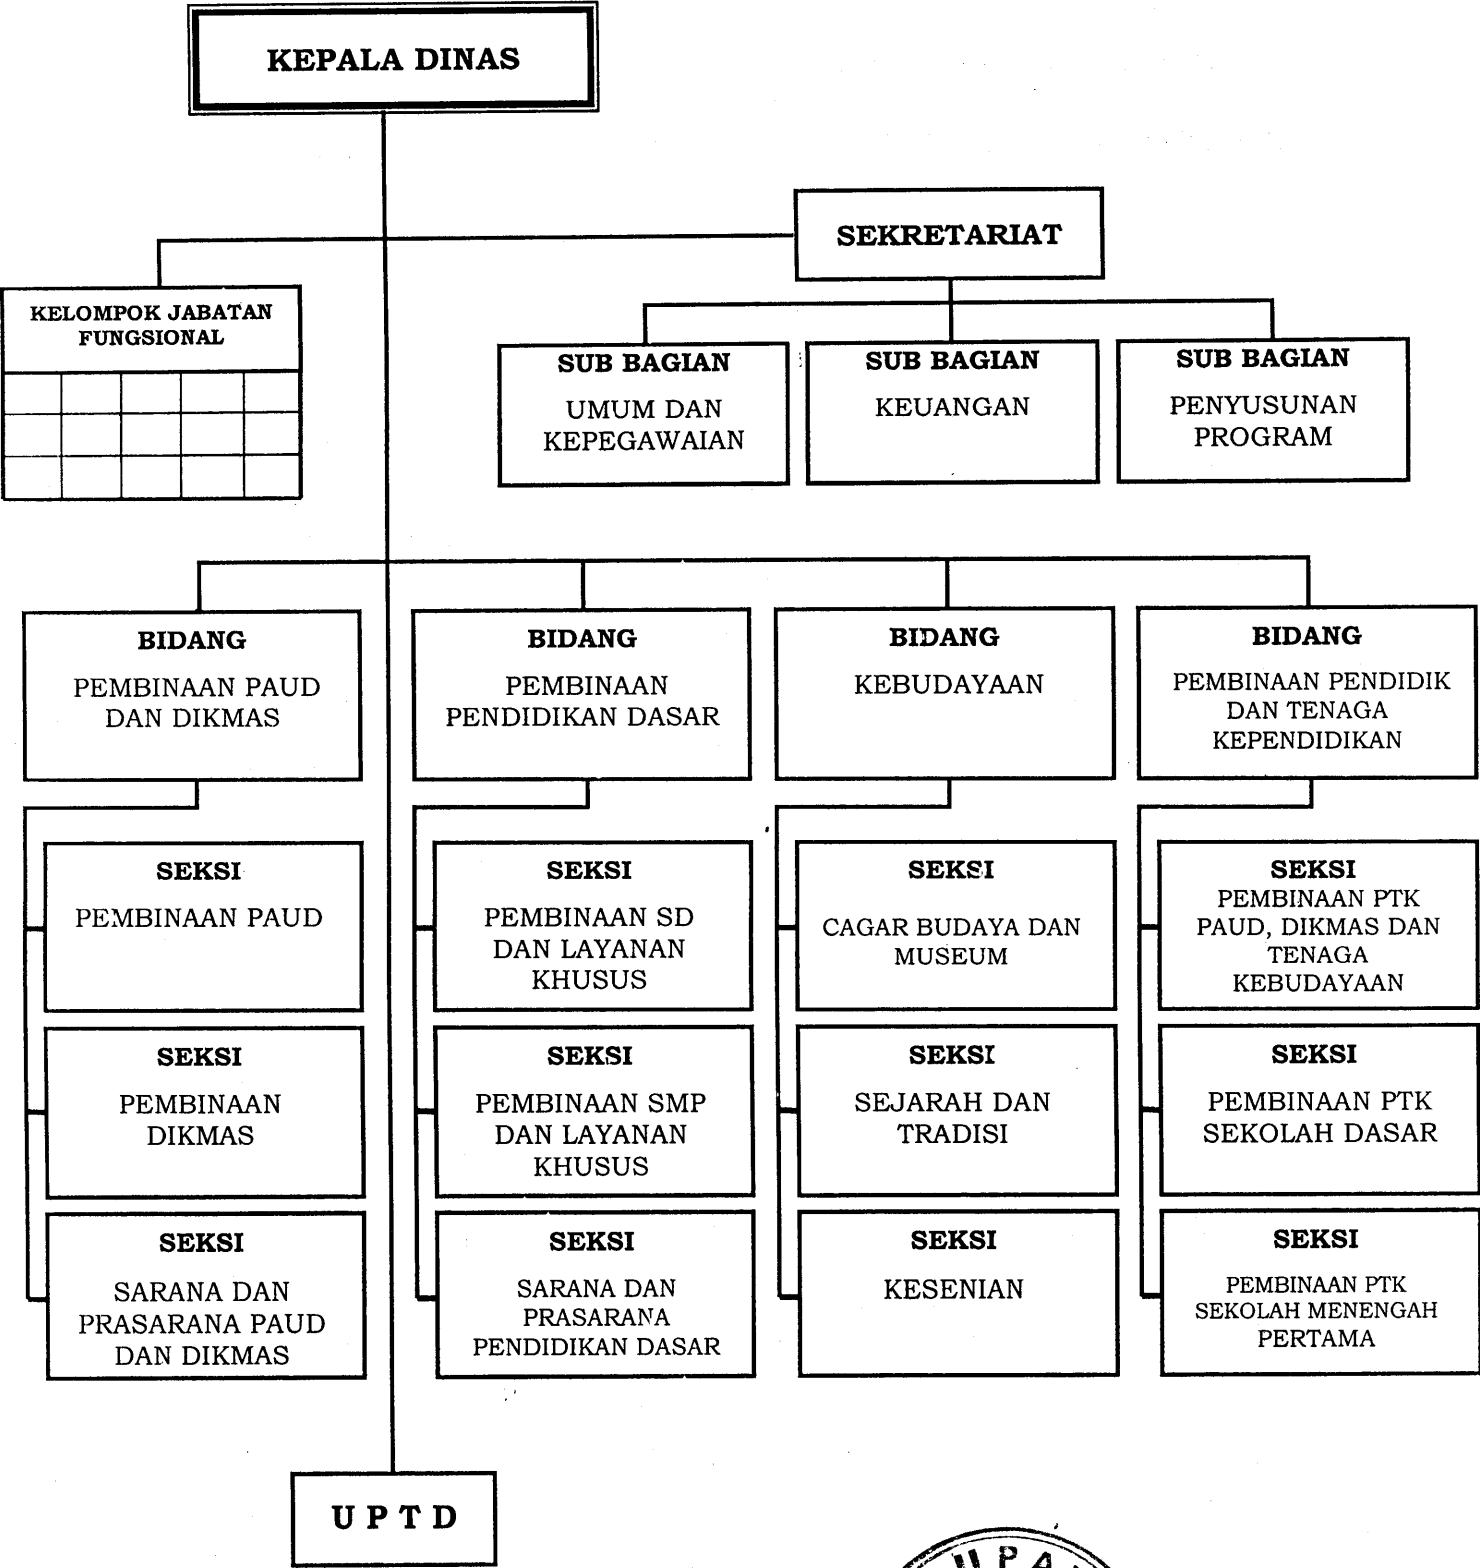 KEPALA DINAS
SEKRETARIAT
KELOMPOK JABATAN
FUNGSIONAL
SUB BAGIAN
UMUM DAN
KEPEGAWAIAN
SUB BAGIAN
KEUANGAN
SUB BAGIAN
PENYUSUNAN
PROGRAM
BIDANG
PEMBINAAN PAUD
DAN DIKMAS
BIDANG
PEMBINAAN
PENDIDIKAN DASAR
BIDANG
KEBUDAYAAN
BIDANG
PEMBINAAN PENDIDIK
DAN TENAGA
KEPENDIDIKAN
SEKSI
PEMBINAAN PAUD
SEKSI
PEMBINAAN SD
DAN LAYANAN
KHUSUS
SEKSI
CAGAR BUDAYA DAN
MUSEUM
SEKSI
PEMBINAAN PTK
PAUD, DIKMAS DAN
TENAGA
KEBUDAYAAN
SEKSI
PEMBINAAN
DIKMAS
SEKSI
PEMBINAAN SMP
DAN LAYANAN
KHUSUS
SEKSI
SEJARAH DAN
TRADISI
SEKSI
PEMBINAAN PTK
SEKOLAH DASAR
SEKSI
SARANA DAN
PRASARANA PAUD
DAN DIKMAS
SEKSI
SARANA DAN
PRASARANA
PENDIDIKAN DASAR
SEKSI
KESENIAN
SEKSI
PEMBINAAN PTK
SEKOLAH MENENGAH
PERTAMA
U P T D